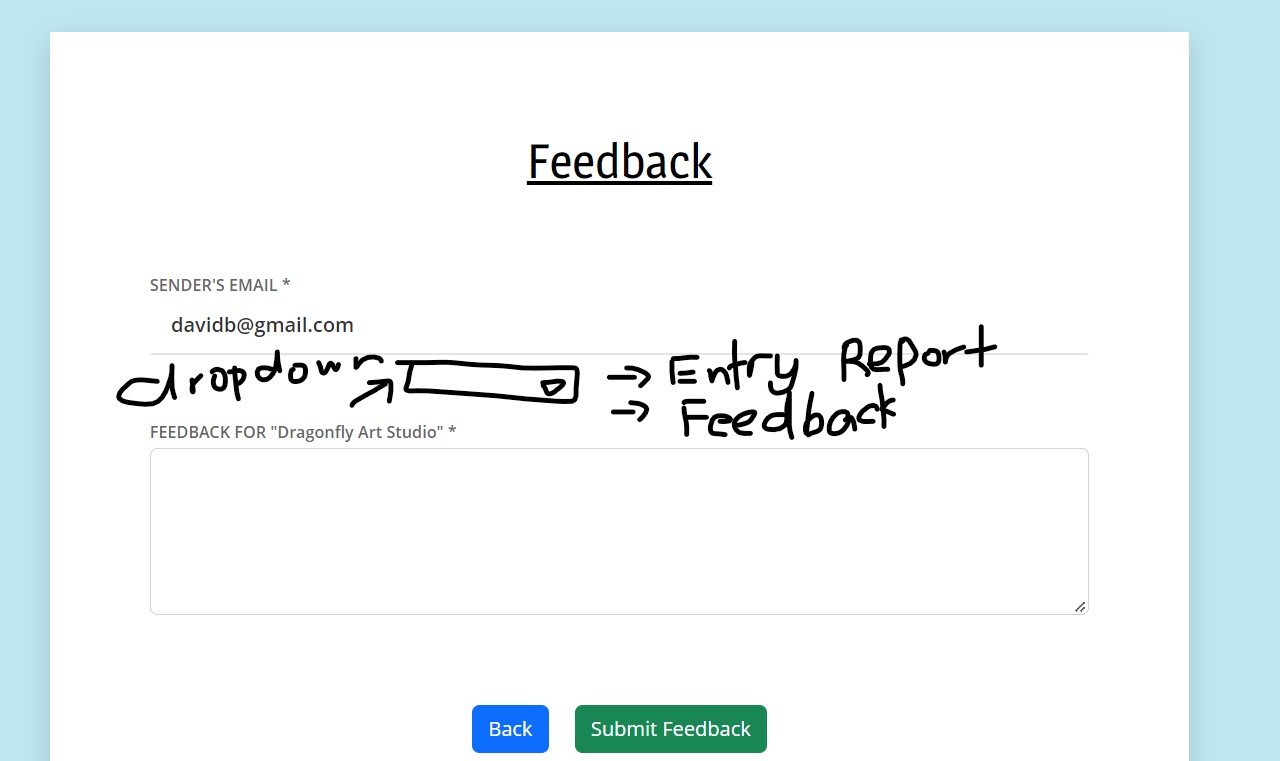 Feedback
SENDER'S EMAIL *
davidb@gmail.com
dropdown → Entry Report
→ Feedback
FEEDBACK FOR "Dragonfly Art Studio" *
Back Submit Feedback